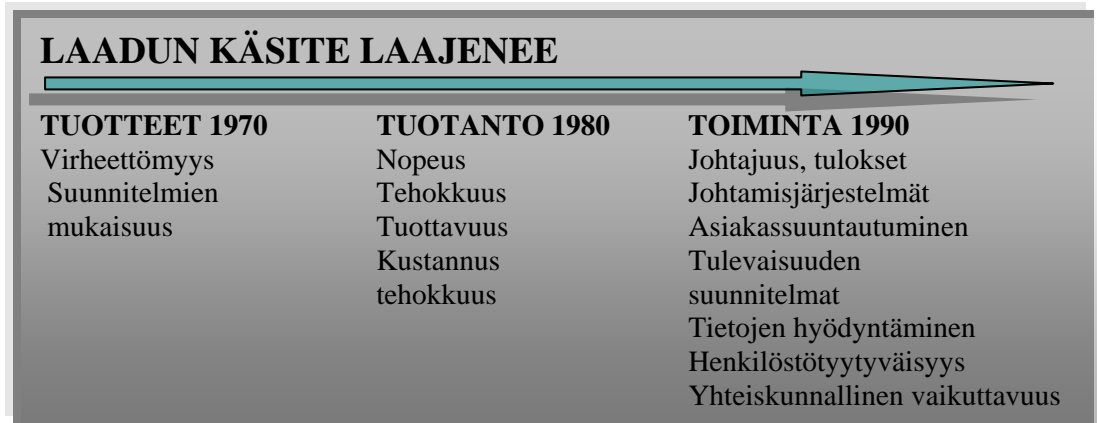 LAADUN KÄSITE LAAJENEE
TUOTTEET 1970
Virheettömyys
Suunnitelmien
mukaisuus
TUOTANTO 1980
Nopeus
Tehokkuus
Tuottavuus
Kustannus
tehokkuus
TOIMINTA 1990
Johtajuus, tulokset
Johtamisjärjestelmät
Asiakassuuntautuminen
Tulevaisuuden
suunnitelmat
Tietojen hyödyntäminen
Henkilöstötyytyväisyys
Yhteiskunnallinen vaikuttavuus